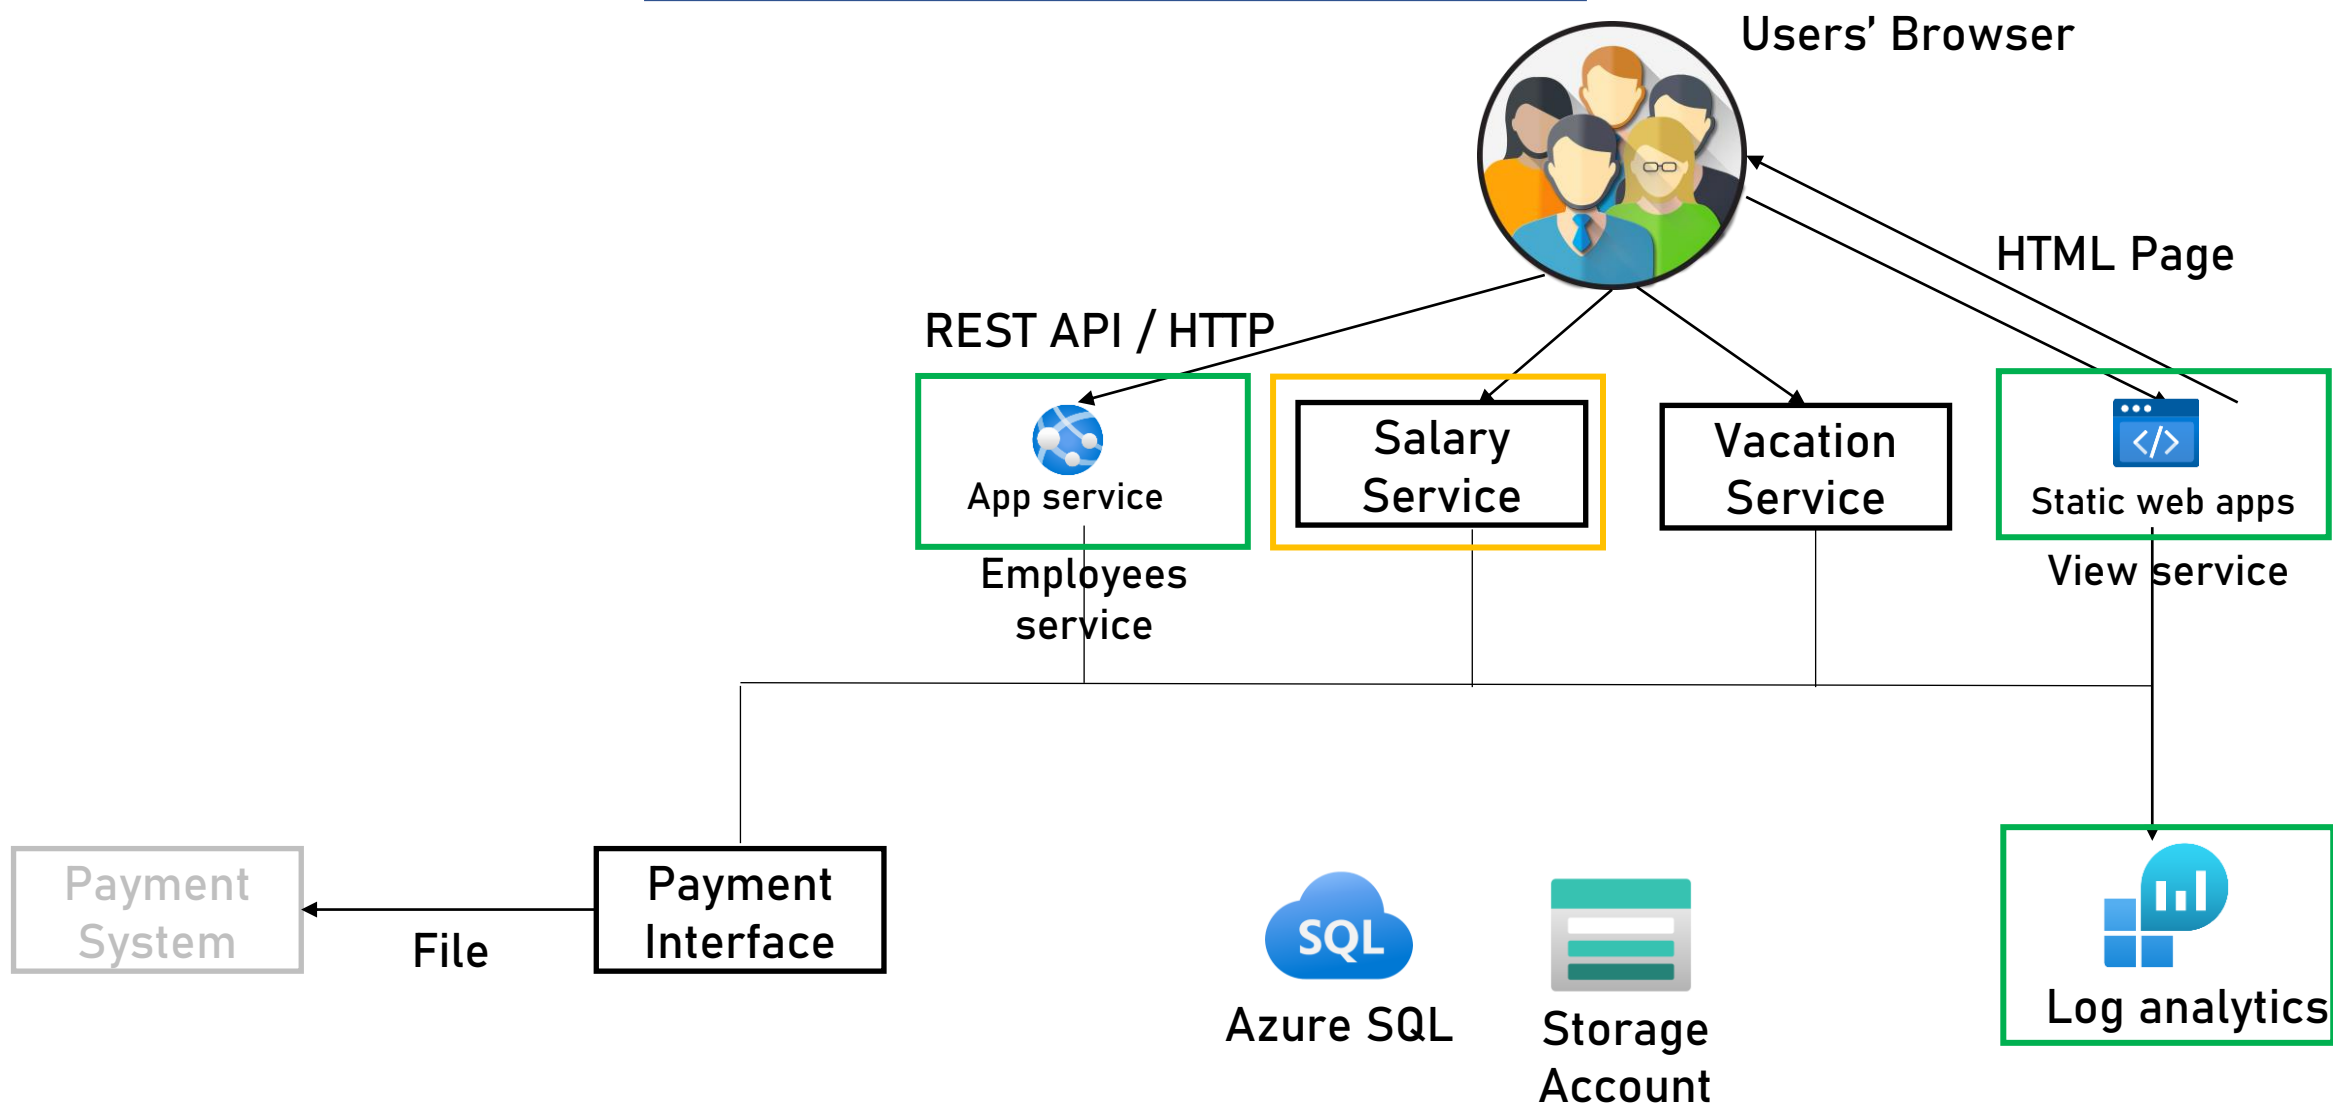 Users’ Browser
HTML Page
REST API / HTTP
App service
Employees
service
Salary
Service
Vacation
Service
</>
Static web apps
View service
Payment
System
File
Payment
Interface
SQL
Azure SQL
Storage
Account
Log analytics